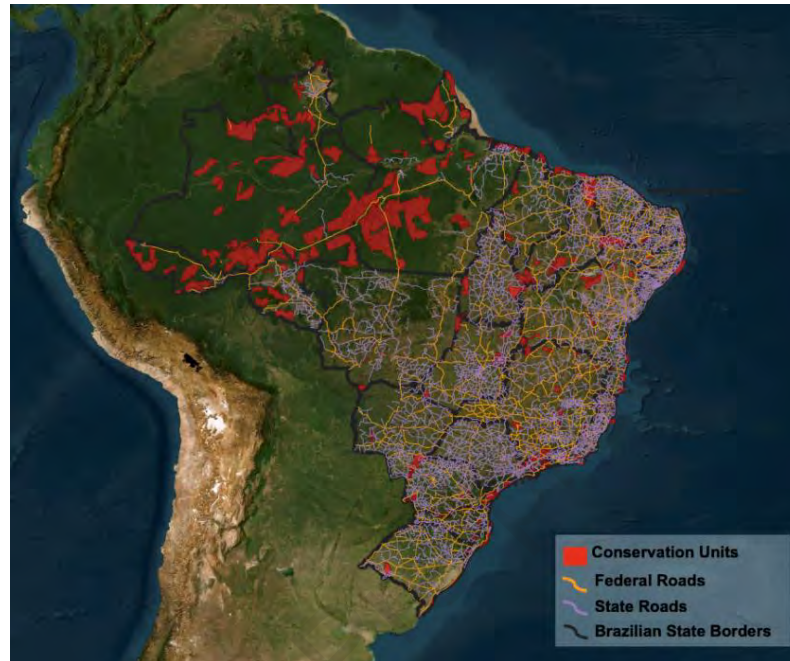 Conservation Units
Federal Roads
State Roads
Brazilian State Borders